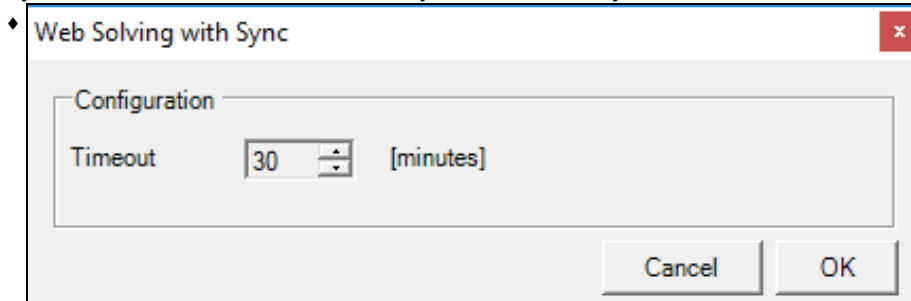 Web Solving with Sync
x
Configuration
Timeout 30 [minutes]
Cancel OK